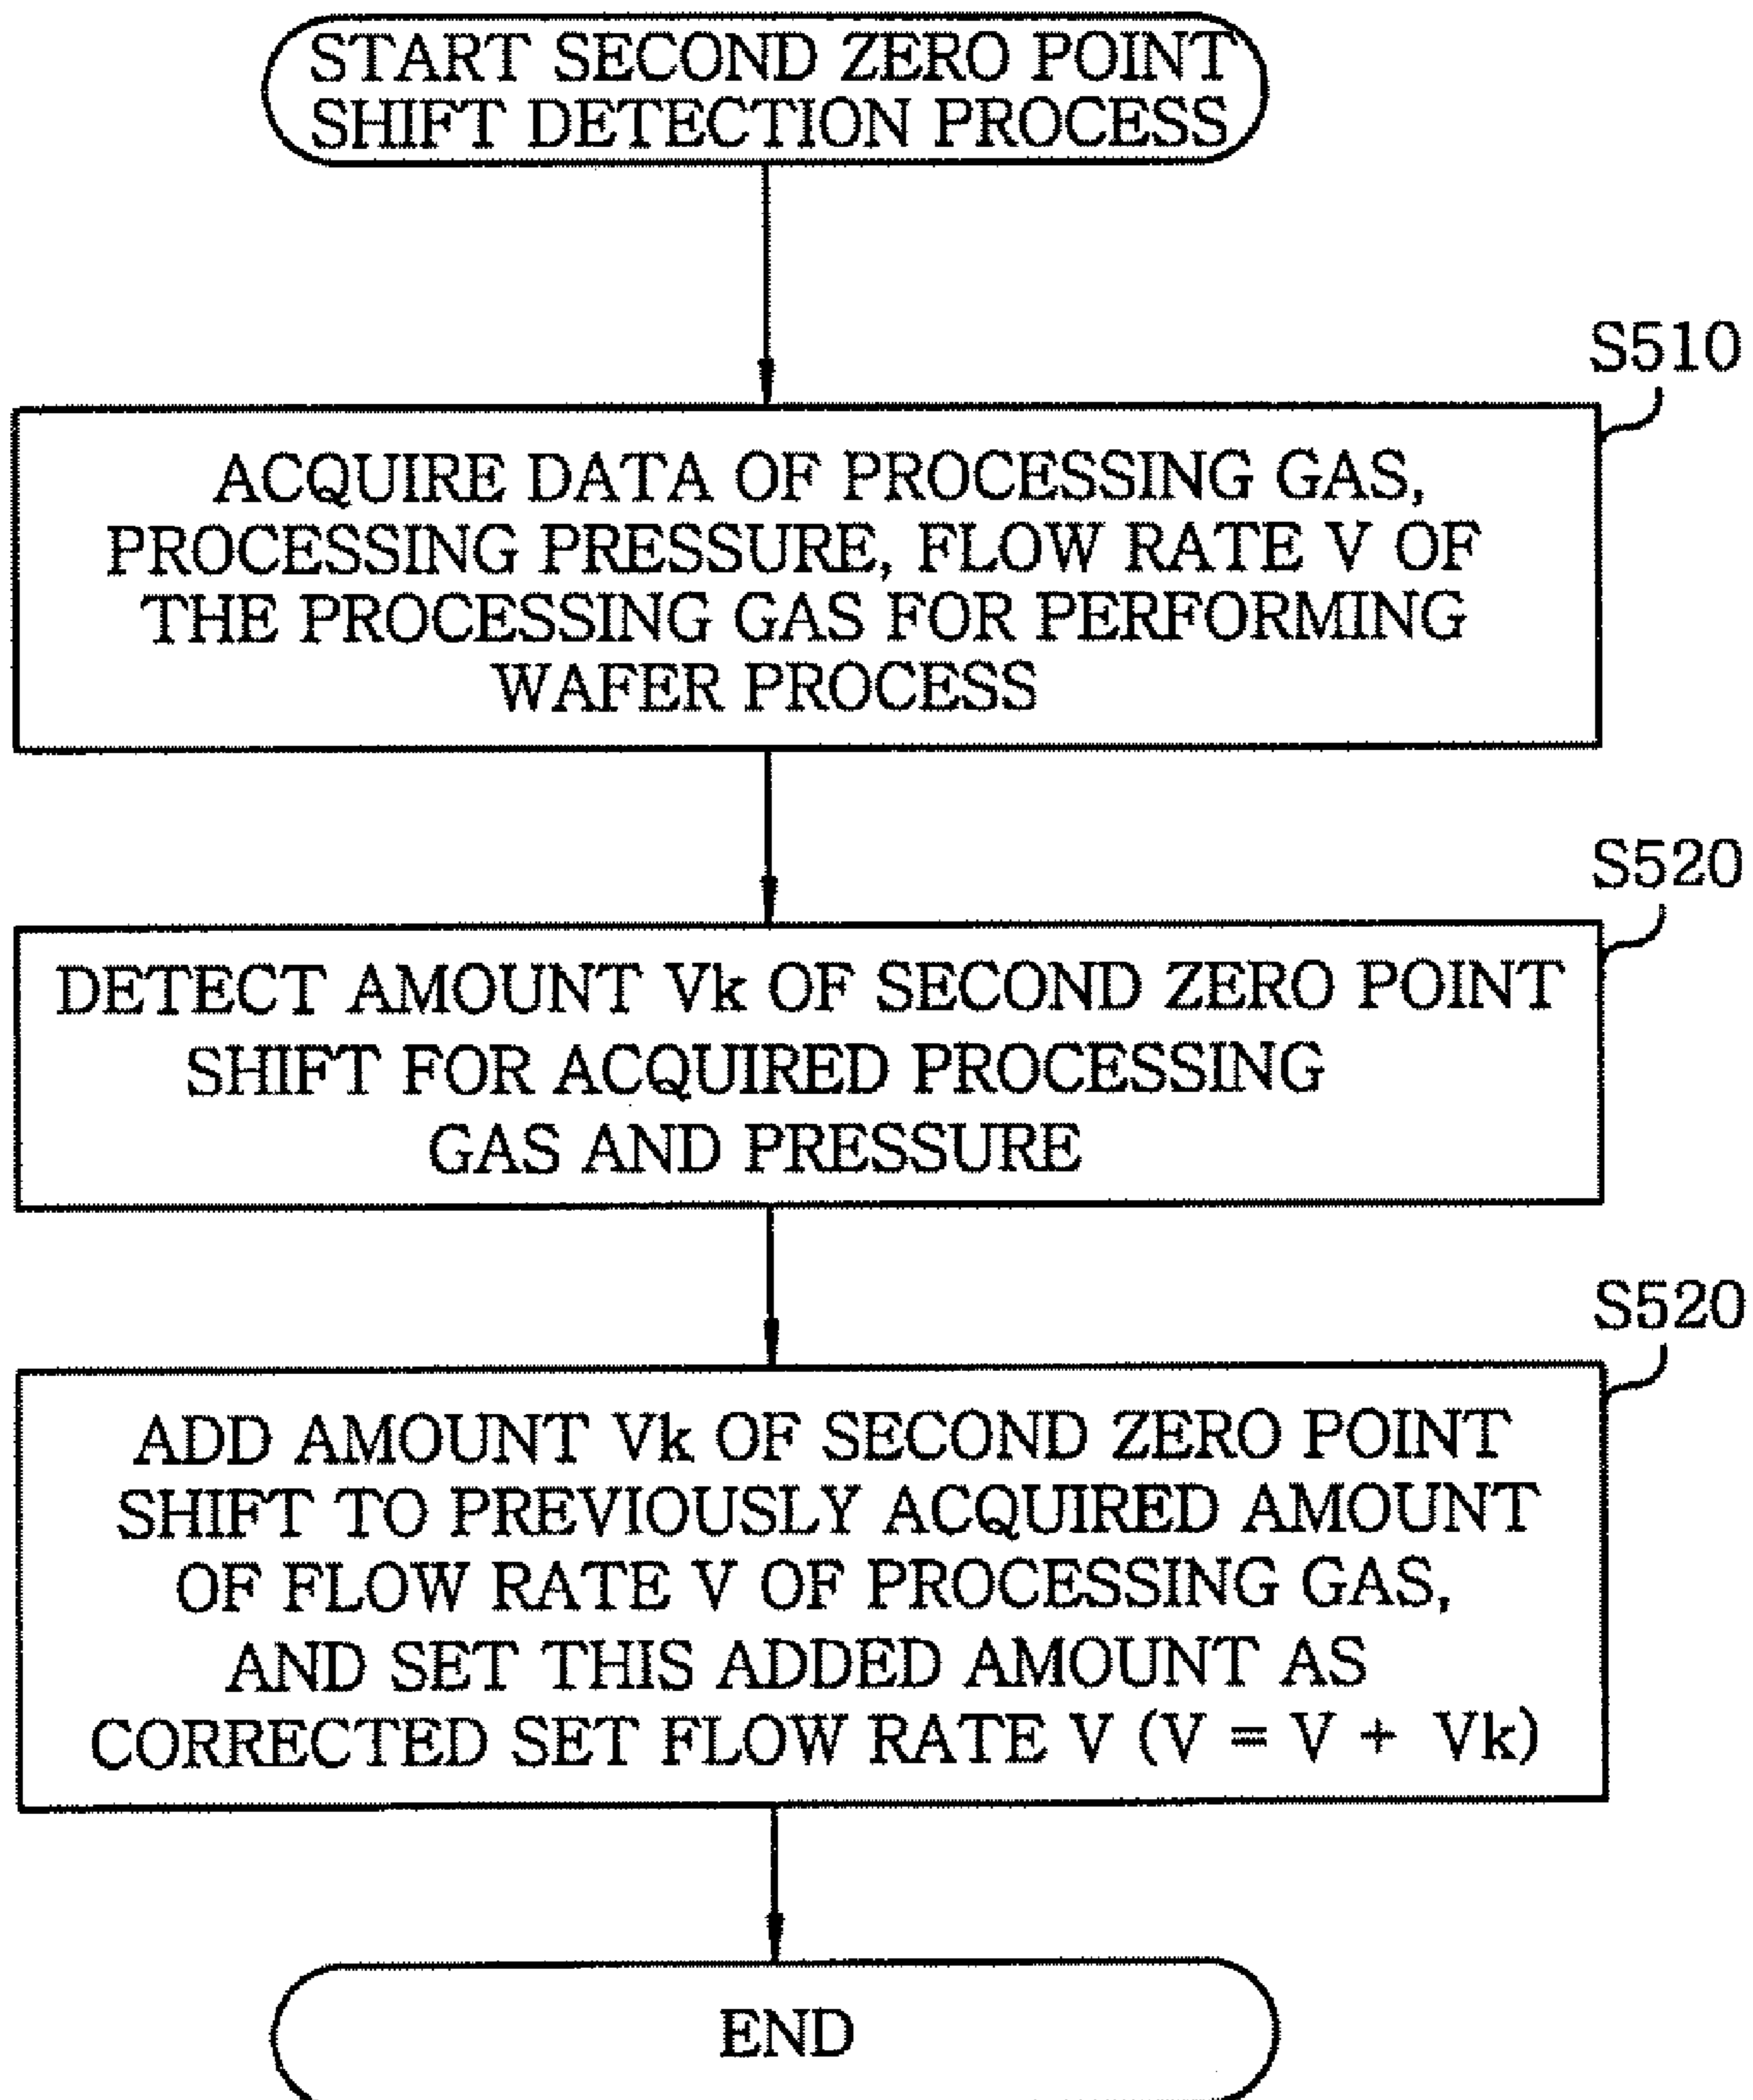 START SECOND ZERO POINT
SHIFT DETECTION PROCESS
S510
ACQUIRE DATA OF PROCESSING GAS,
PROCESSING PRESSURE, FLOW RATE V OF
THE PROCESSING GAS FOR PERFORMING
WAFER PROCESS
S520
DETECT AMOUNT Vk OF SECOND ZERO POINT
SHIFT FOR ACQUIRED PROCESSING
GAS AND PRESSURE
S520
ADD AMOUNT Vk OF SECOND ZERO POINT
SHIFT TO PREVIOUSLY ACQUIRED AMOUNT
OF FLOW RATE V OF PROCESSING GAS,
AND SET THIS ADDED AMOUNT AS
CORRECTED SET FLOW RATE V (V = V + Vk)
END